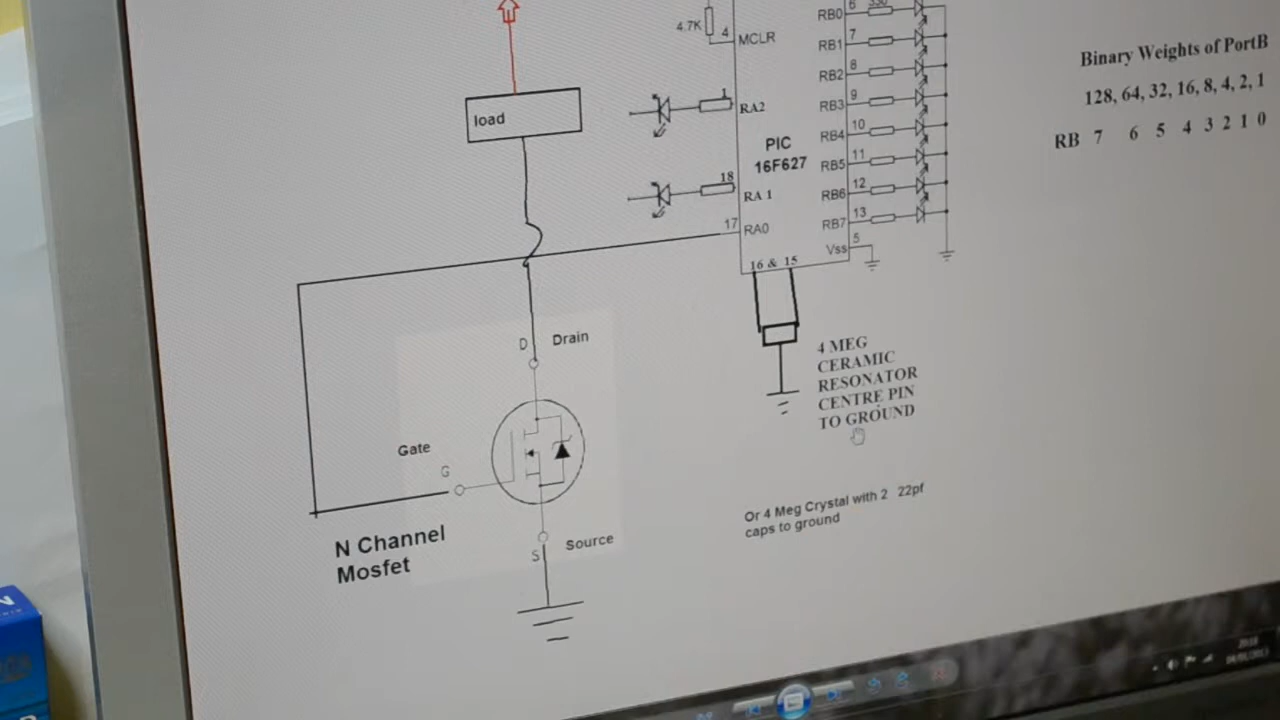 RB0 6 330
4.7K
4 MCLR
RB1 7
RB2 8
RB3 9
RB4 10
RB5 11
RB6 12
RB7 13
Vss 5
1 RA2
18 RA 1
17 RA0
PIC
16F627
16 & 15
load
Binary Weights of PortB
128, 64, 32, 16, 8, 4, 2, 1
RB 7 6 5 4 3 2 1 0
D Drain
Gate
G
N Channel
Mosfet
S Source
4 MEG
CERAMIC
RESONATOR
CENTRE PIN
TO GROUND
Or 4 Meg Crystal with 2 22pf
caps to ground
N